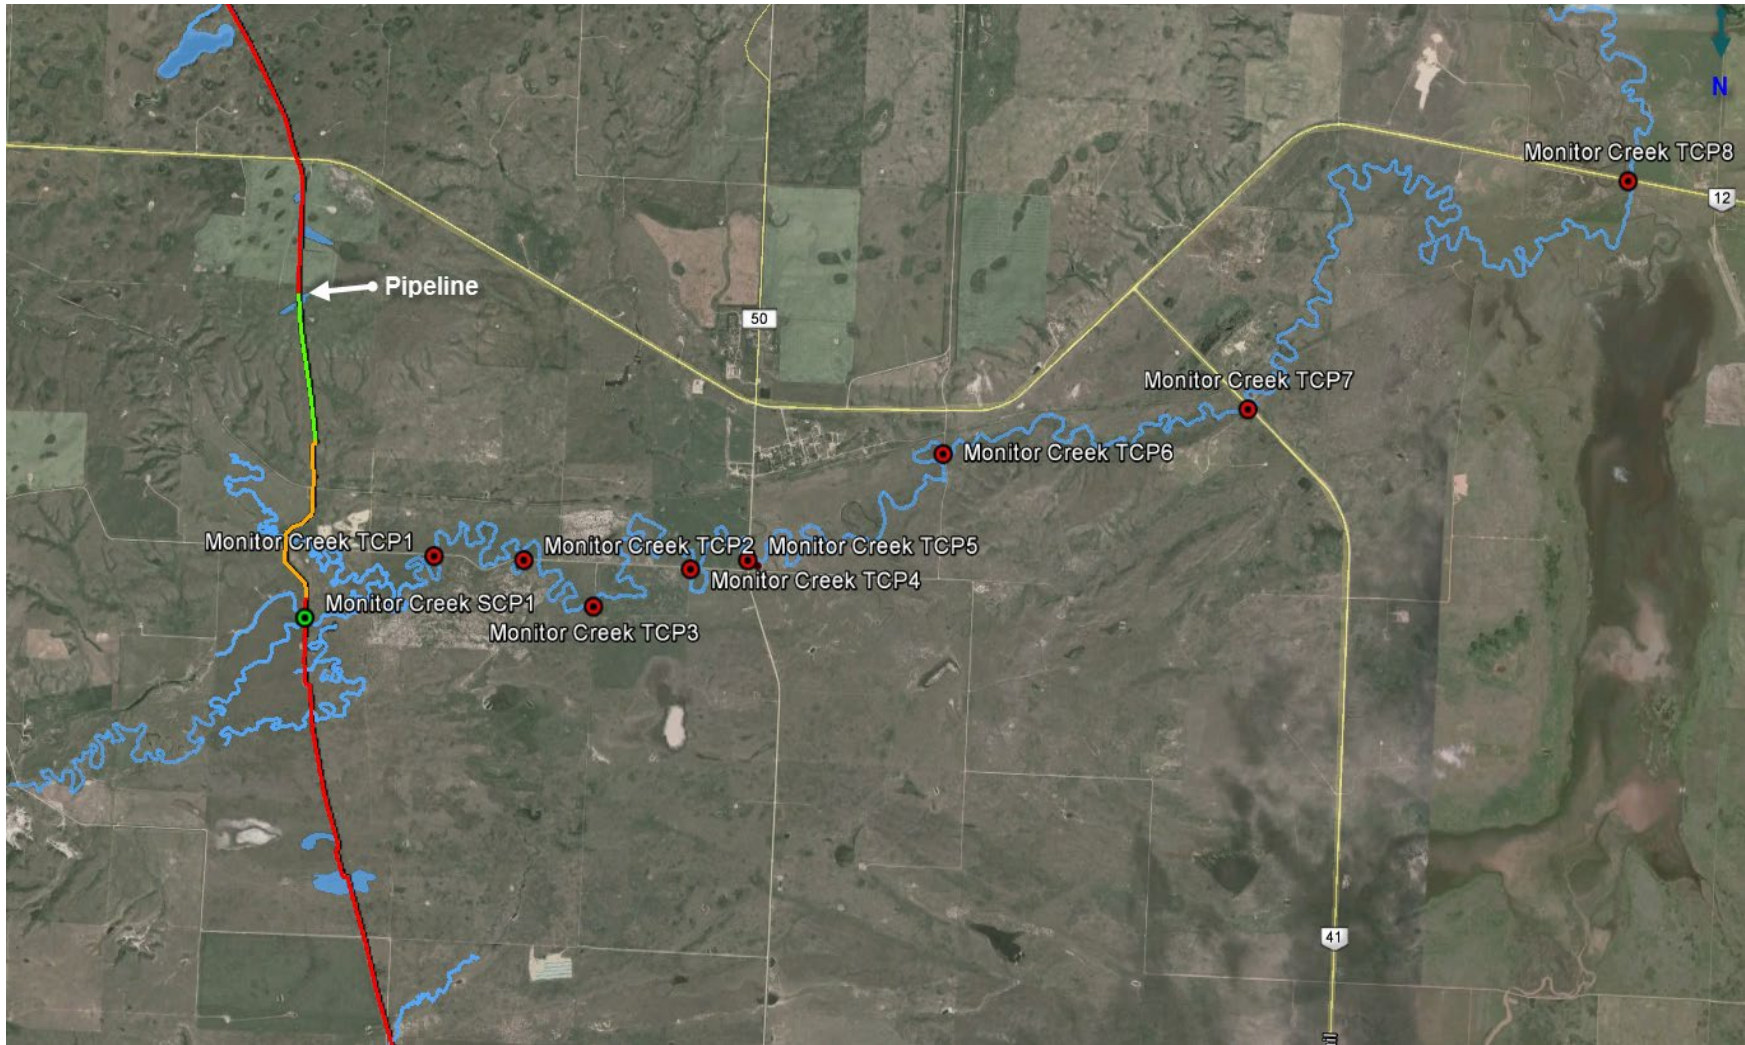 N
Monitor Creek TCP8
12
Pipeline
50
Monitor Creek TCP7
Monitor Creek TCP6
Monitor Creek TCP1
Monitor Creek TCP2
Monitor Creek TCP5
Monitor Creek TCP4
Monitor Creek SCP1
Monitor Creek TCP3
41